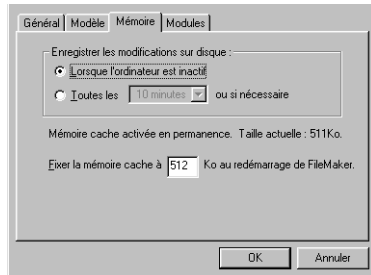 Général Modèle Mémoire Modules
Enregistrer les modifications sur disque :
Lorsque l'ordinateur est inactif
Toutes les 10 minutes ou si nécessaire
Mémoire cache activée en permanence. Taille actuelle : 511Ko.
Fixer la mémoire cache à 512 Ko au redémarrage de FileMaker.
OK Annuler